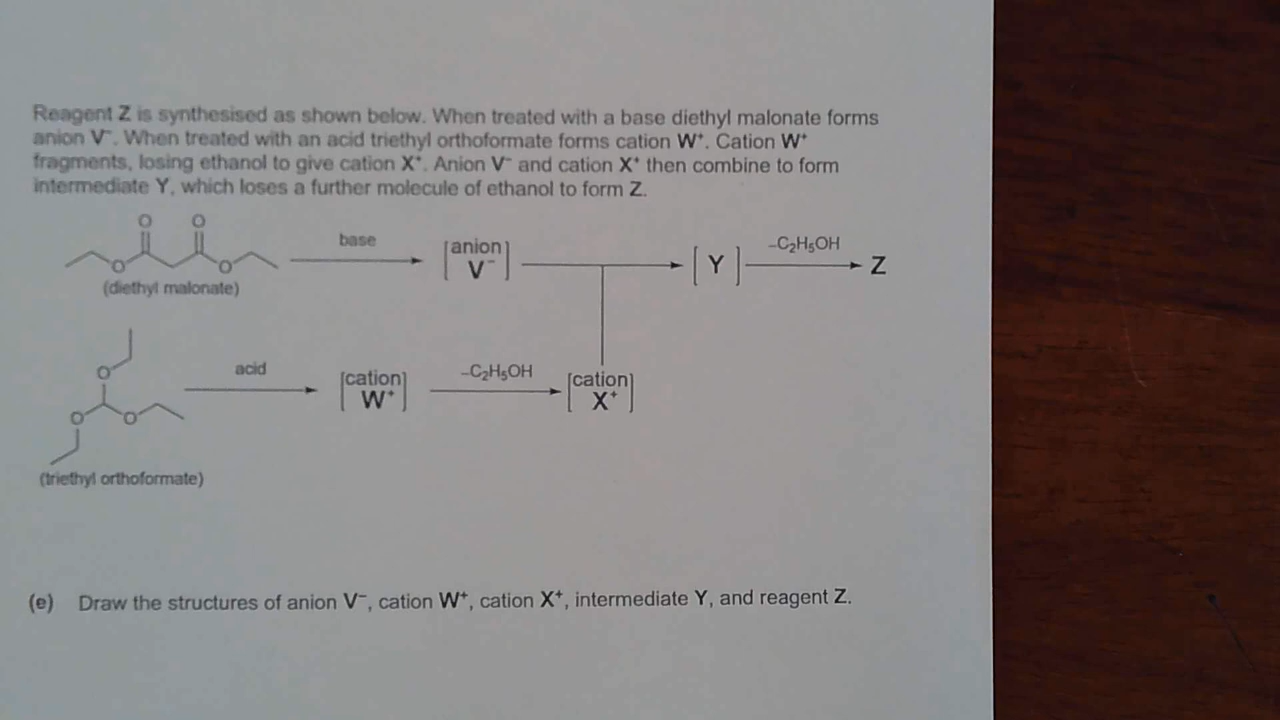 Reagent Z is synthesised as shown below. When treated with a base diethyl malonate forms
anion V⁻. When treated with an acid triethyl orthoformate forms cation W⁺. Cation W⁺
fragments, losing ethanol to give cation X⁺. Anion V⁻ and cation X⁺ then combine to form
intermediate Y, which loses a further molecule of ethanol to form Z.
O O
O O
(diethyl malonate)
base
[anion V⁻]
[Y]
–C₂H₅OH
Z
O
O O
(triethyl orthoformate)
acid
[cation W⁺]
–C₂H₅OH
[cation X⁺]
(e) Draw the structures of anion V⁻, cation W⁺, cation X⁺, intermediate Y, and reagent Z.